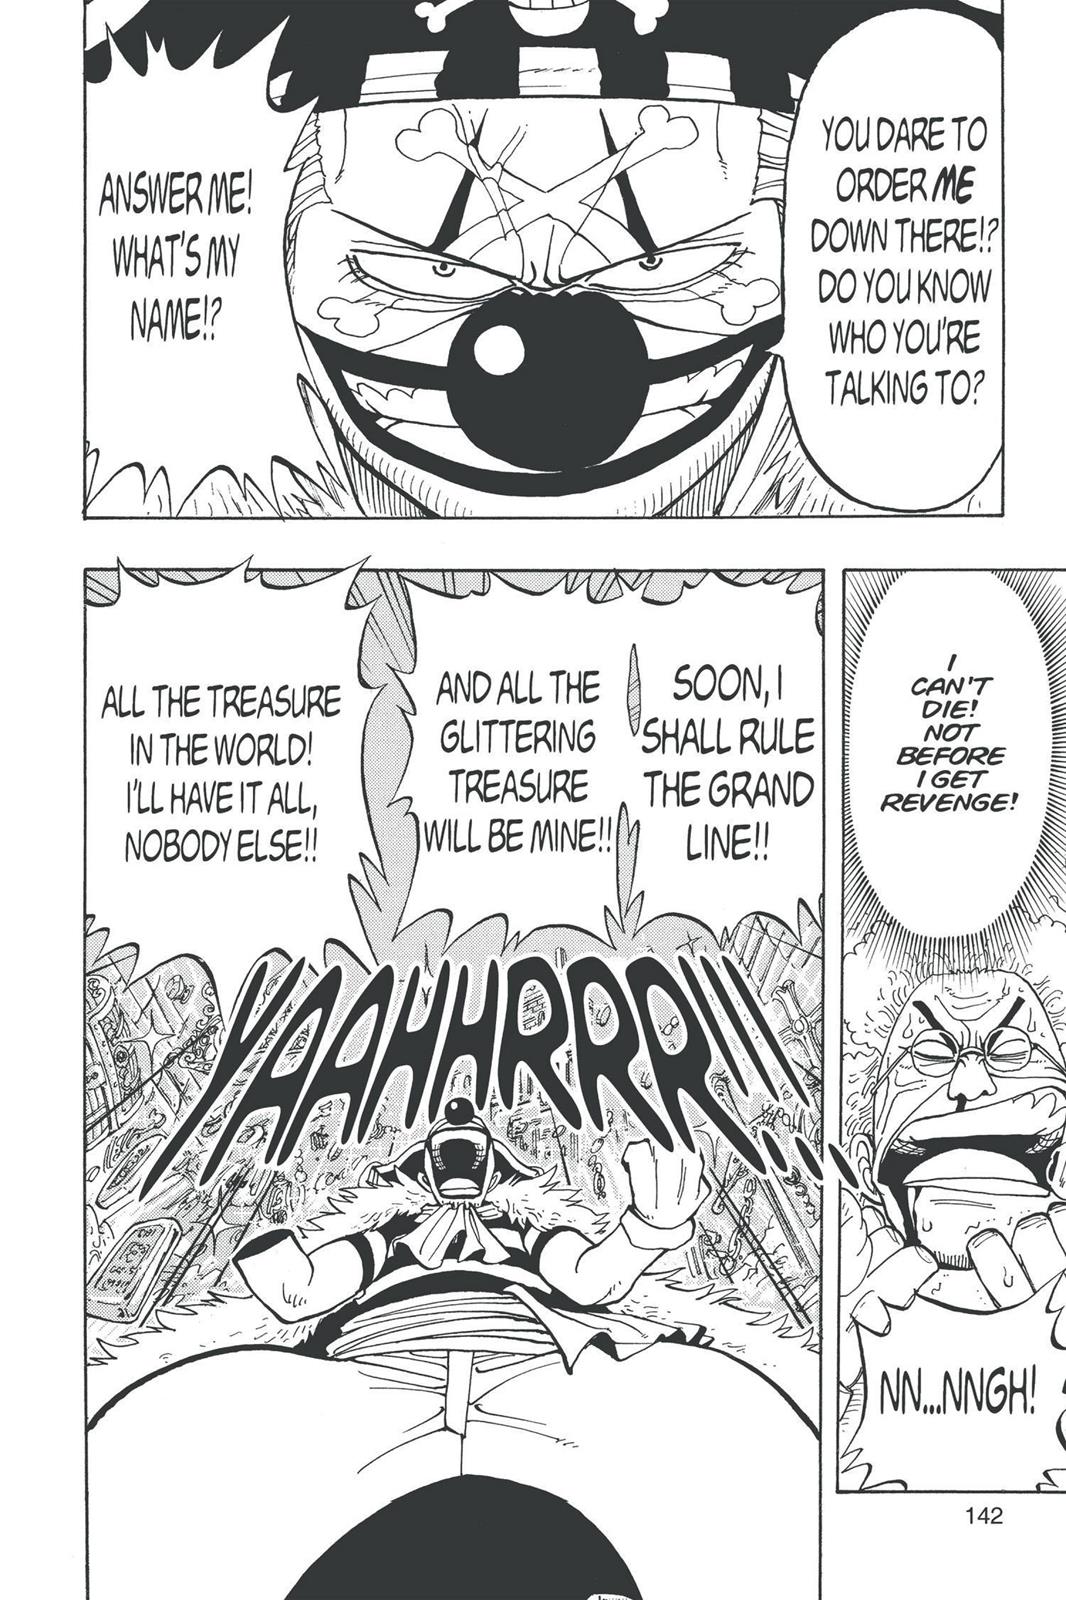 YOU DARE TO
ORDER ME
DOWN THERE!?
DO YOU KNOW
WHO YOU'RE
TALKING TO?
ANSWER ME!
WHAT'S MY
NAME!?
I
CAN'T
DIE!
NOT
BEFORE
I GET
REVENGE!
NN...NNGH!
SOON, I
SHALL RULE
THE GRAND
LINE!!
AND ALL THE
GLITTERING
TREASURE
WILL BE MINE!!
ALL THE TREASURE
IN THE WORLD!
I'LL HAVE IT ALL,
NOBODY ELSE!!
YAAAHHHRRRR!!!!...
142